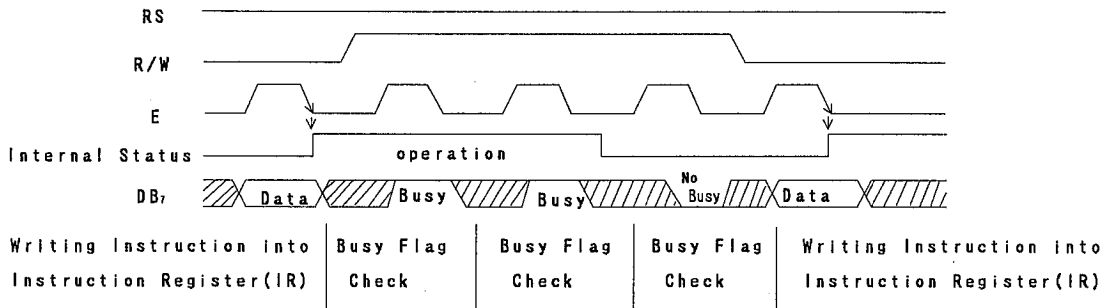 RS
R/W
E
Internal Status operation
DB7 Data Busy Busy No Busy Data
Writing Instruction into Busy Flag Busy Flag Busy Flag Writing Instruction into
Instruction Register(IR) Check Check Check Instruction Register(IR)